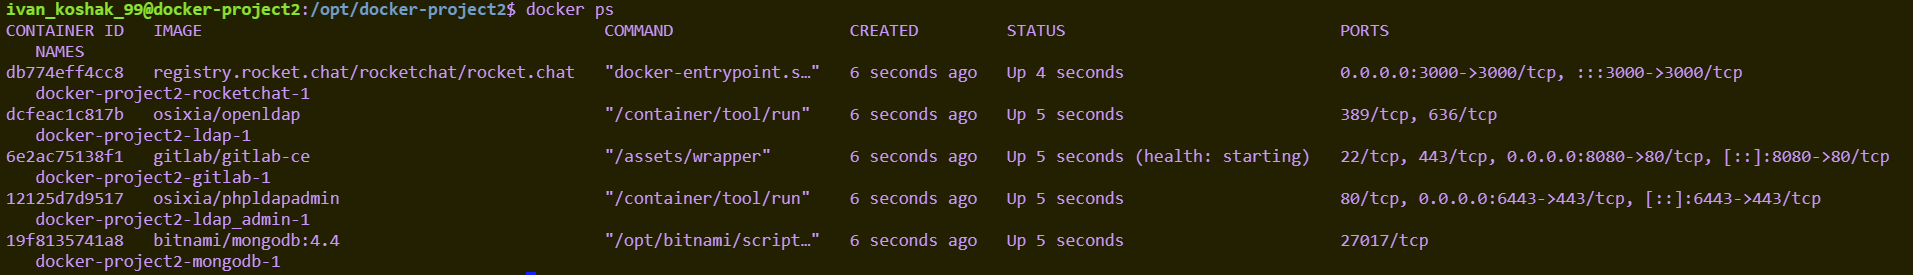 ivan_koshak_99@docker-project2:/opt/docker-project2$ docker ps
CONTAINER ID   IMAGE                                         COMMAND                  CREATED         STATUS                            PORTS
   NAMES
db774eff4cc8   registry.rocket.chat/rocketchat/rocket.chat   "docker-entrypoint.s…"   6 seconds ago   Up 4 seconds                      0.0.0.0:3000->3000/tcp, :::3000->3000/tcp
   docker-project2-rocketchat-1
dcfeac1c817b   osixia/openldap                               "/container/tool/run"    6 seconds ago   Up 5 seconds                      389/tcp, 636/tcp
   docker-project2-ldap-1
6e2ac75138f1   gitlab/gitlab-ce                              "/assets/wrapper"        6 seconds ago   Up 5 seconds (health: starting)   22/tcp, 443/tcp, 0.0.0.0:8080->80/tcp, [::]:8080->80/tcp
   docker-project2-gitlab-1
12125d7d9517   osixia/phpldapadmin                           "/container/tool/run"    6 seconds ago   Up 5 seconds                      80/tcp, 0.0.0.0:6443->443/tcp, [::]:6443->443/tcp
   docker-project2-ldap_admin-1
19f8135741a8   bitnami/mongodb:4.4                           "/opt/bitnami/script…"   6 seconds ago   Up 5 seconds                      27017/tcp
   docker-project2-mongodb-1